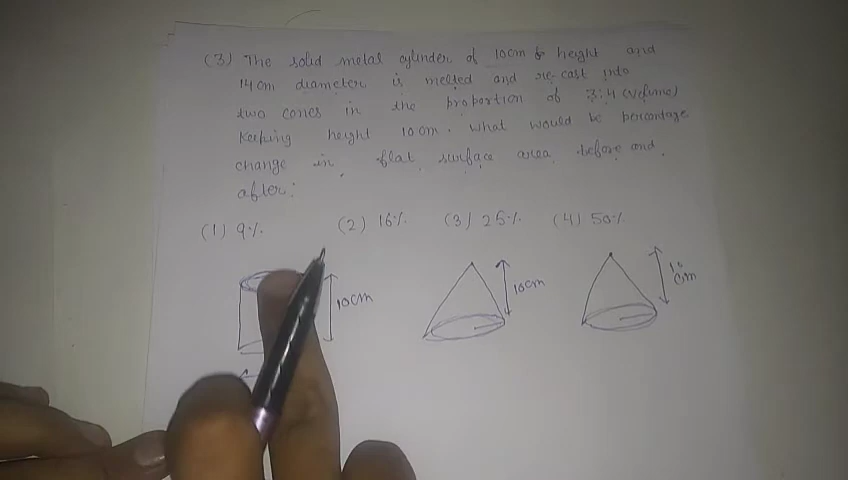 (3) The solid metal cylinder of 10cm height and
14cm diameter is melted and re-cast into
two cones in the proportion of 3:4 (volume)
keeping height 10cm. What would be percentage
change in flat surface area before and
after:
(1) 9% (2) 16% (3) 25% (4) 50%
10cm 10cm 10 cm